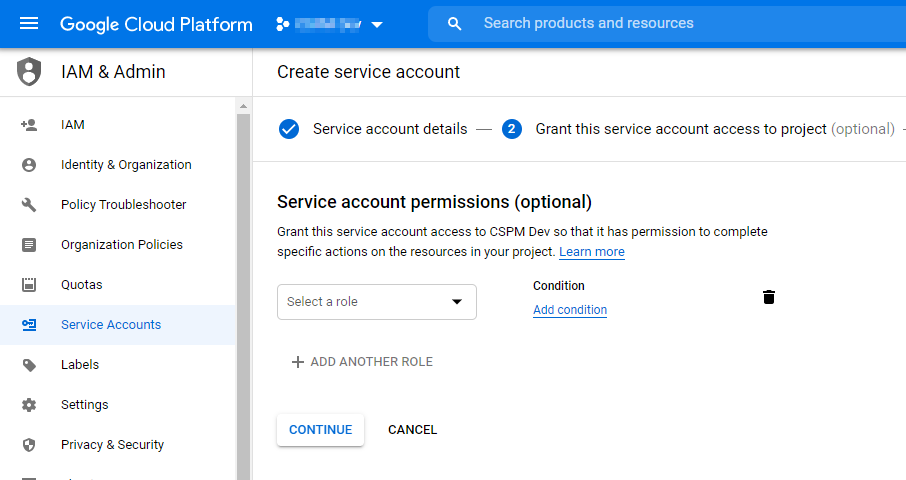 Google Cloud Platform
Search products and resources
IAM & Admin
Create service account
IAM
Identity & Organization
Policy Troubleshooter
Organization Policies
Quotas
Service Accounts
Labels
Settings
Privacy & Security
Service account details
2 Grant this service account access to project (optional)
Service account permissions (optional)
Grant this service account access to CSPM Dev so that it has permission to complete
specific actions on the resources in your project. Learn more
Select a role
Condition
Add condition
ADD ANOTHER ROLE
CONTINUE
CANCEL